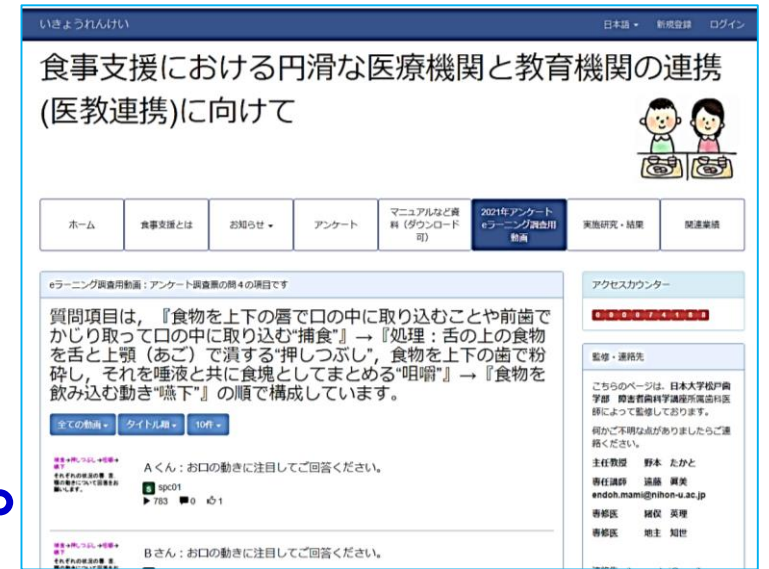 いきょうれんけい
日本語 新規登録 ログイン
食事支援における円滑な医療機関と教育機関の連携
(医教連携)に向けて
ホーム
食事支援とは
お知らせ
アンケート
マニュアルなど資
料（ダウンロード
可）
2021年アンケート
eラーニング調査用
動画
実施研究・結果
関連業績
eラーニング調査用動画：アンケート調査票の問４の項目です
質問項目は，『食物を上下の唇で口の中に取り込むことや前歯で
かじり取って口の中に取り込む“捕食”』→『処理：舌の上の食物
を舌と上顎（あご）で潰する“押しつぶし”，食物を上下の歯で粉
砕し，それを唾液と共に食塊としてまとめる“咀嚼”』→『食物を
飲み込む動き“嚥下”』の順で構成しています。
全ての動画 タイトル順 10件
Aくん：お口の動きに注目してご回答ください。
spc01
783 0 1
Bさん：お口の動きに注目してご回答ください。
アクセスカウンター
監修・連絡先
こちらのページは、日本大学松戸歯
学部 障害者歯科学講座所属歯科医
師によって監修しております。
何かご不明な点がありましたらご連
絡ください。
主任教授 野本 たかと
専任講師 遠藤 眞美
endoh.mami@nihon-u.ac.jp
専修医 猪俣 英理
専修医 地主 知世